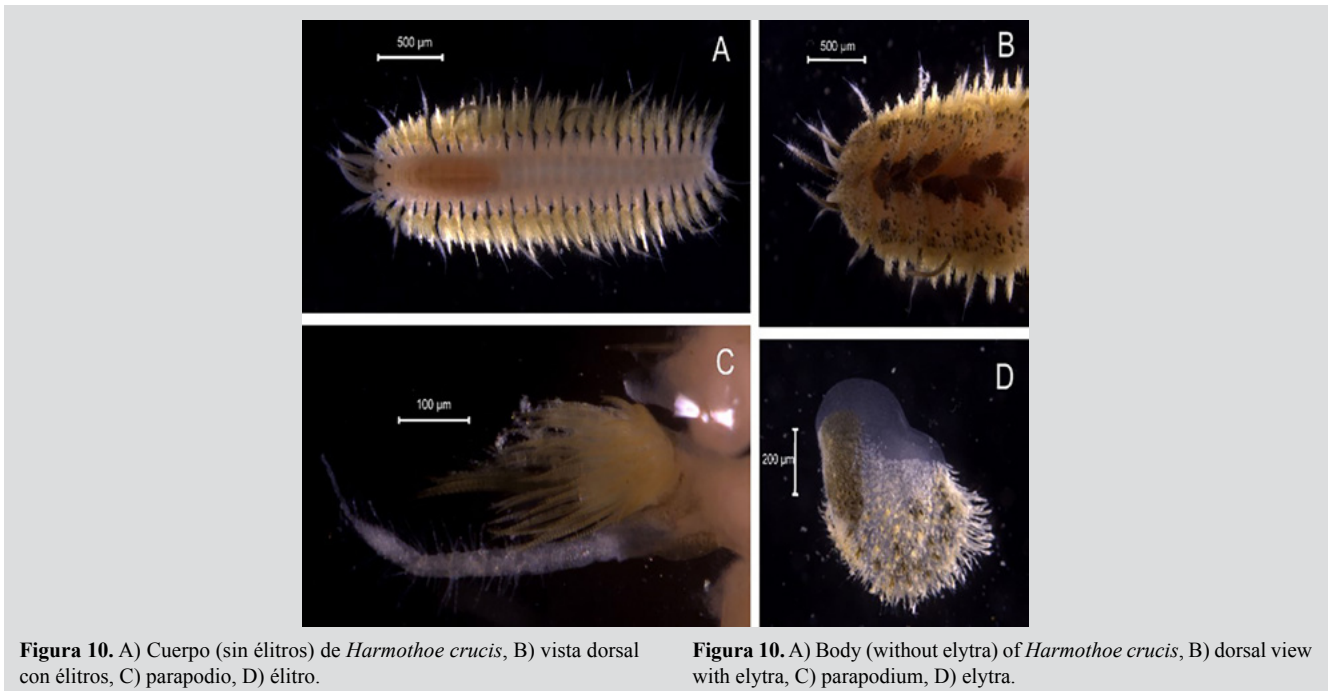 500 µm
A
500 µm
B
100 µm
C
200 µm
D
Figura 10. A) Cuerpo (sin élitros) de Harmothoe crucis, B) vista dorsal
con élitros, C) parapodio, D) élitro.
Figura 10. A) Body (without elytra) of Harmothoe crucis, B) dorsal view
with elytra, C) parapodium, D) elytra.